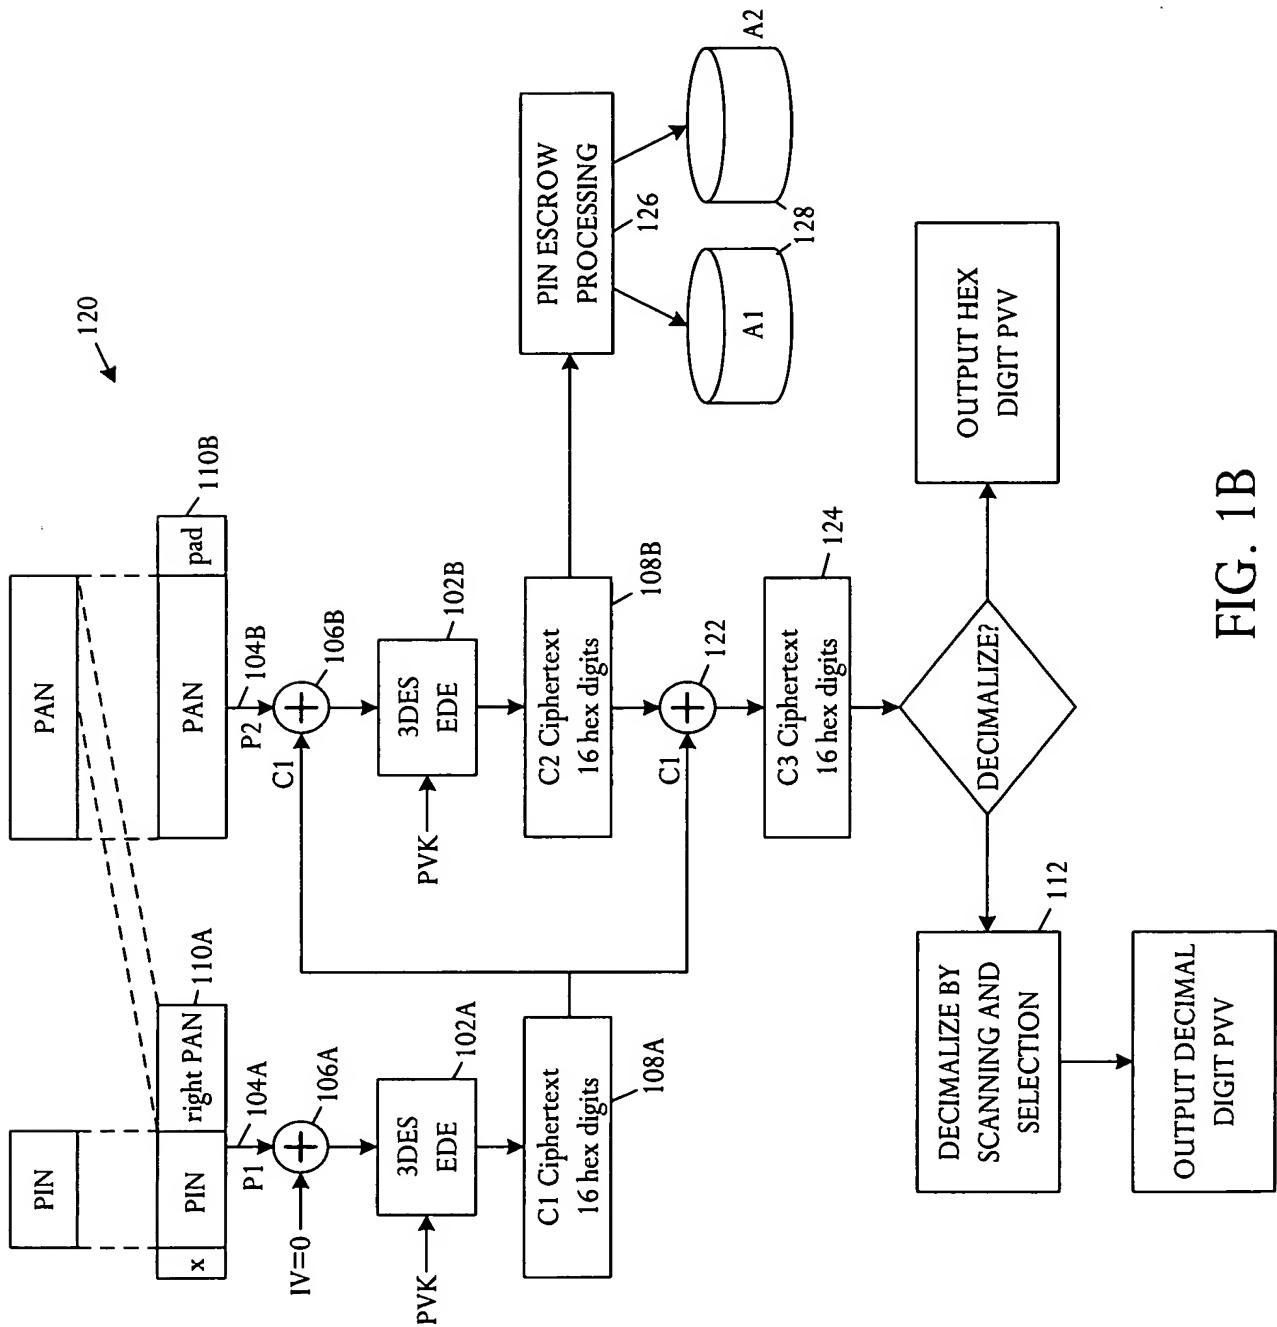 120
PIN
PAN
x
PIN
right PAN
110A
PAN
pad
110B
P1
104A
P2
104B
IV=0
106A
C1
106B
PVK
3DES
EDE
102A
PVK
3DES
EDE
102B
C1 Ciphertext
16 hex digits
108A
C2 Ciphertext
16 hex digits
108B
PIN ESCROW
PROCESSING
126
A1
128
A2
C1
122
C3 Ciphertext
16 hex digits
124
DECIMALIZE?
DECIMALIZE BY
SCANNING AND
SELECTION
112
OUTPUT HEX
DIGIT PVV
OUTPUT DECIMAL
DIGIT PVV
FIG. 1B